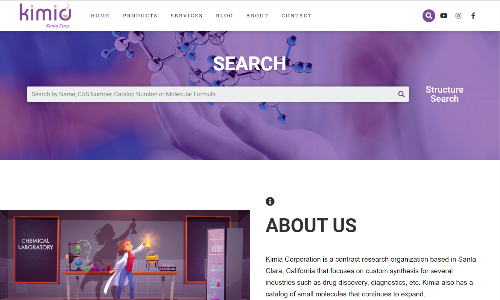 kimia
Kimia Corp.
HOME PRODUCTS SERVICES BLOG ABOUT CONTACT
SEARCH
Search by Name, CAS Number, Catalog Number or Molecular Formula
Structure
Search
CHEMICAL
LABORATORY
ABOUT US
Kimia Corporation is a contract research organization based in Santa
Clara, California that focuses on custom synthesis for several
industries such as drug discovery, diagnostics, etc. Kimia also has a
catalog of small molecules that continues to expand.